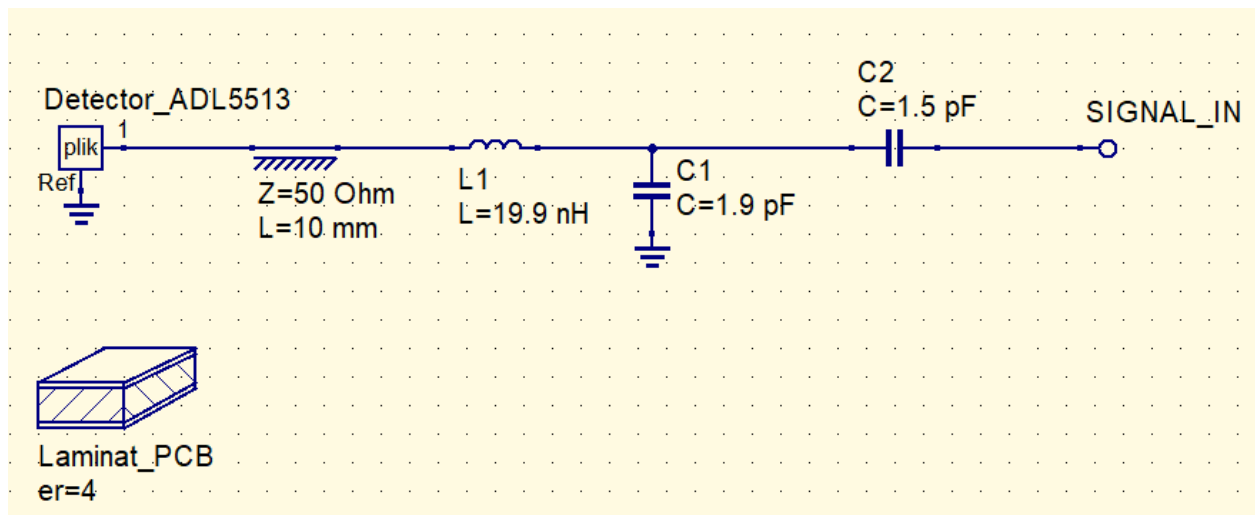 Detector_ADL5513
1
plik
Ref
Z=50 Ohm
L=10 mm
L1
L=19.9 nH
C1
C=1.9 pF
C2
C=1.5 pF
SIGNAL_IN
Laminat_PCB
er=4